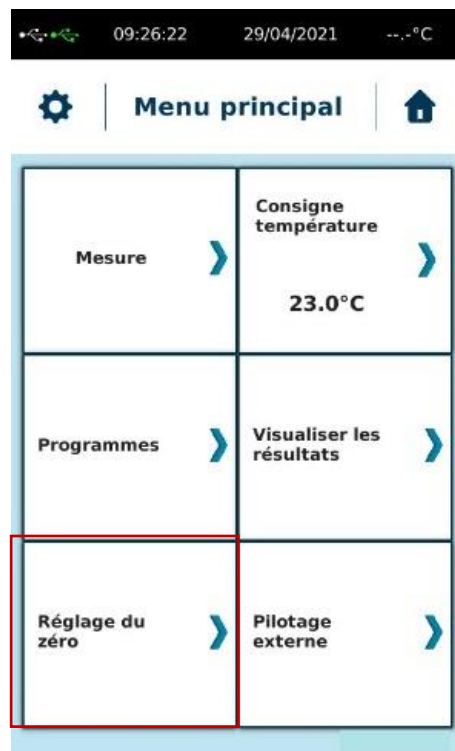 09:26:22 29/04/2021 --.-°C
Menu principal
Mesure
Consigne
température
23.0°C
Programmes
Visualiser les
résultats
Réglage du
zéro
Pilotage
externe